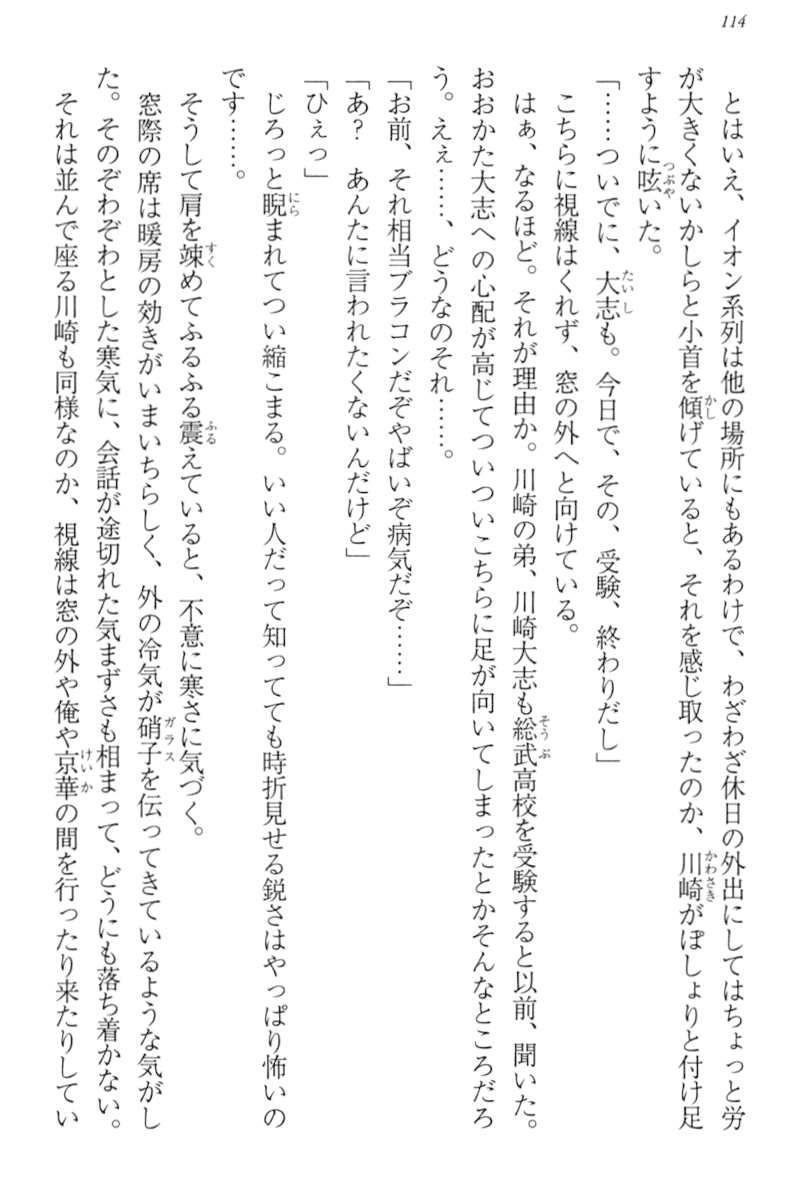 114
とはいえ、イオン系列は他の場所にもあるわけで、わざわざ休日の外出にしてはちょっと労
が大きくないかしらと小首を傾げていると、それを感じ取ったのか、川崎がぽしょりと付け足
すように呟いた。
「……ついでに、大志も。今日で、その、受験、終わりだし」
こちらに視線はくれず、窓の外へと向けている。
はぁ、なるほど。それが理由か。川崎の弟、川崎大志も総武高校を受験すると以前、聞いた。
おおかた大志への心配が高じてついついこちらに足が向いてしまったとかそんなところだろ
う。えぇ……、どうなのそれ……。
「お前、それ相当ブラコンだぞやばいぞ病気だぞ……」
「あ?　あんたに言われたくないんだけど」
「ひぇっ」
じろっと睨まれてつい縮こまる。いい人だって知ってても時折見せる鋭さはやっぱり怖いの
です……。
そうして肩を竦めてふるふる震えていると、不意に寒さに気づく。
窓際の席は暖房の効きがいまいちらしく、外の冷気が硝子を伝ってきているような気がし
た。そのぞわぞわとした寒気に、会話が途切れた気まずさも相まって、どうにも落ち着かない。
それは並んで座る川崎も同様なのか、視線は窓の外や俺や京華の間を行ったり来たりしてい